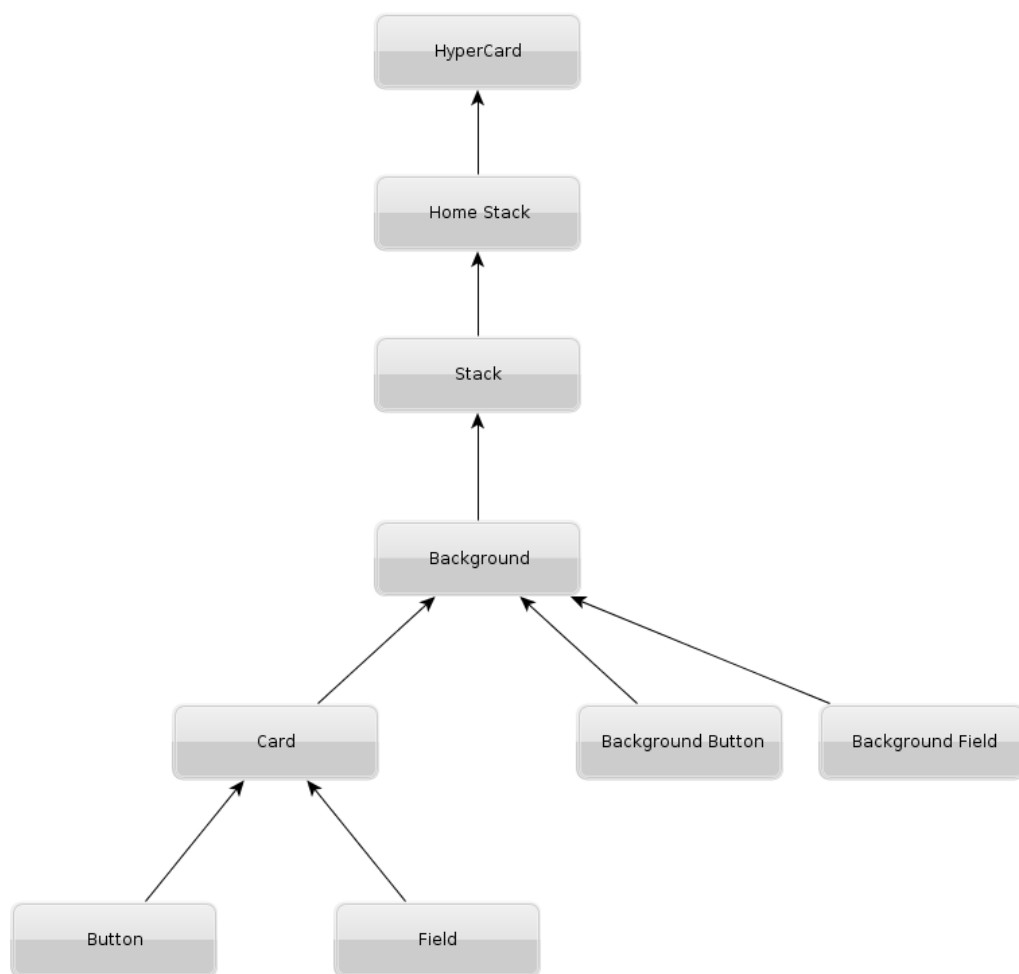 HyperCard
Home Stack
Stack
Background
Card
Background Button
Background Field
Button
Field